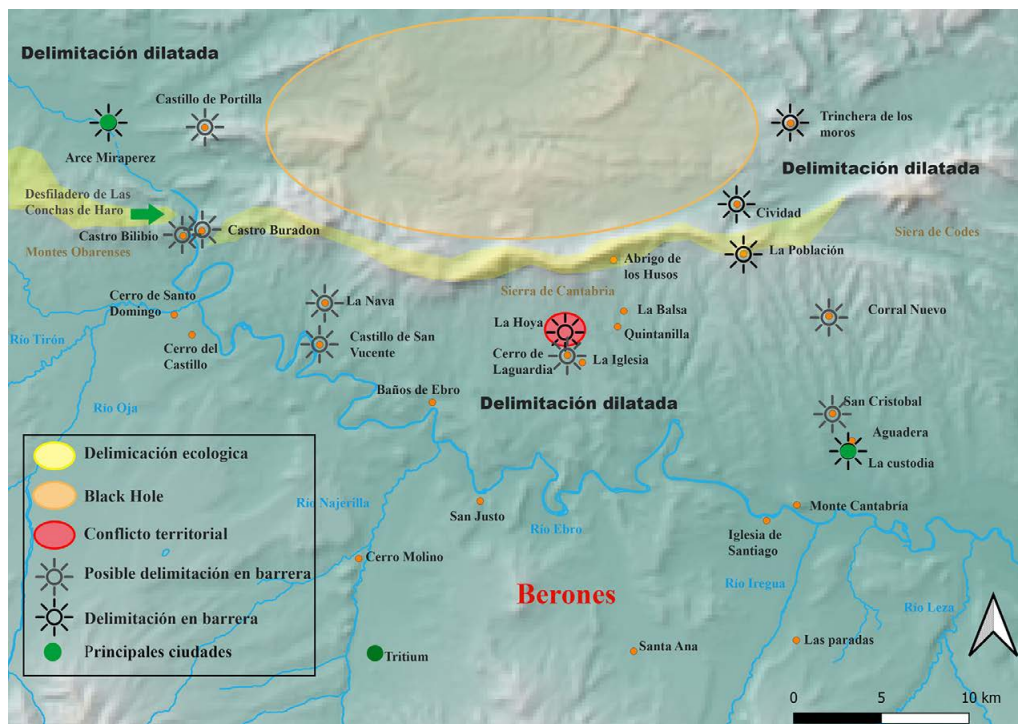 Delimitación dilatada
Castillo de Portilla
Arce Miraperez
Trinchera de los
moros
Delimitación dilatada
Desfiladero de Las
Conchas de Haro
Castro Bilibio
Castro Buradon
Montes Obarenses
Cividad
Siera de Codes
La Población
Abrigo de
los Husos
Sierra de Cantabria
Cerro de Santo
Domingo
La Nava
La Balsa
La Hoya
Quintanilla
Corral Nuevo
Río Tirón
Cerro del
Castillo
Castillo de San
Vucente
Cerro de
Laguardia
La Iglesia
Baños de Ebro
Delimitación dilatada
Río Oja
San Cristobal
Aguadera
La custodia
Delimicación ecologica
Black Hole
Conflicto territorial
Posible delimitación en barrera
Delimitación en barrera
Principales ciudades
Río Najerilla
San Justo
Río Ebro
Monte Cantabría
Iglesia de
Santiago
Cerro Molino
Berones
Río Iregua
Río Leza
Tritium
Santa Ana
Las paradas
0 5 10 km